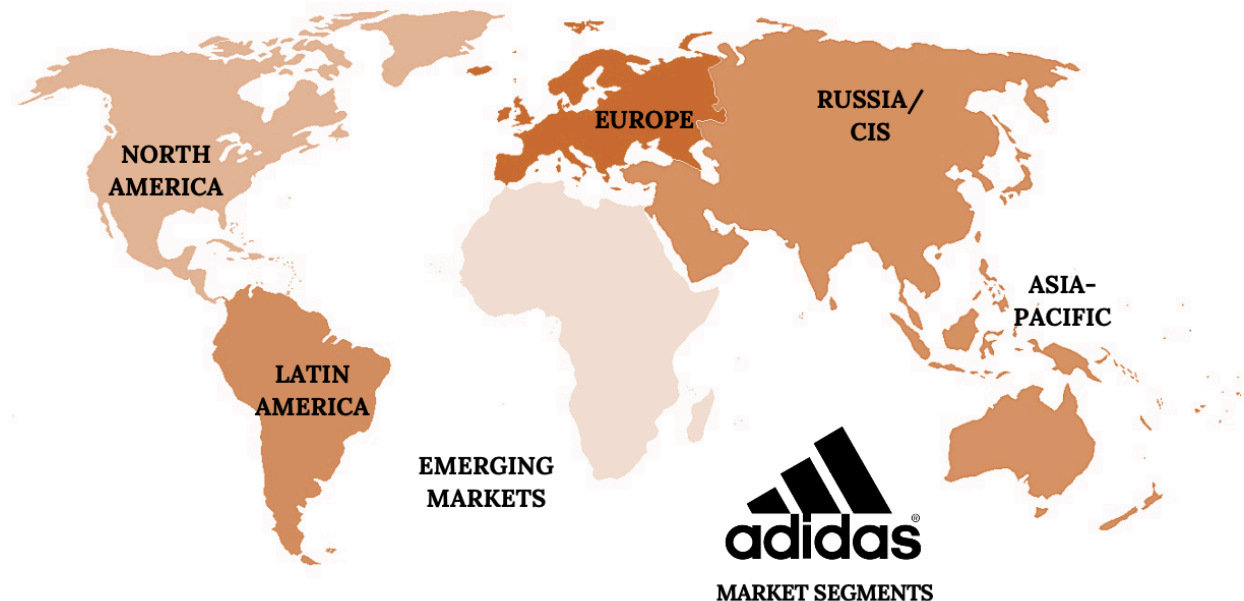 NORTH
AMERICA
EUROPE
RUSSIA/
CIS
ASIA-
PACIFIC
LATIN
AMERICA
EMERGING
MARKETS
adidas®
MARKET SEGMENTS